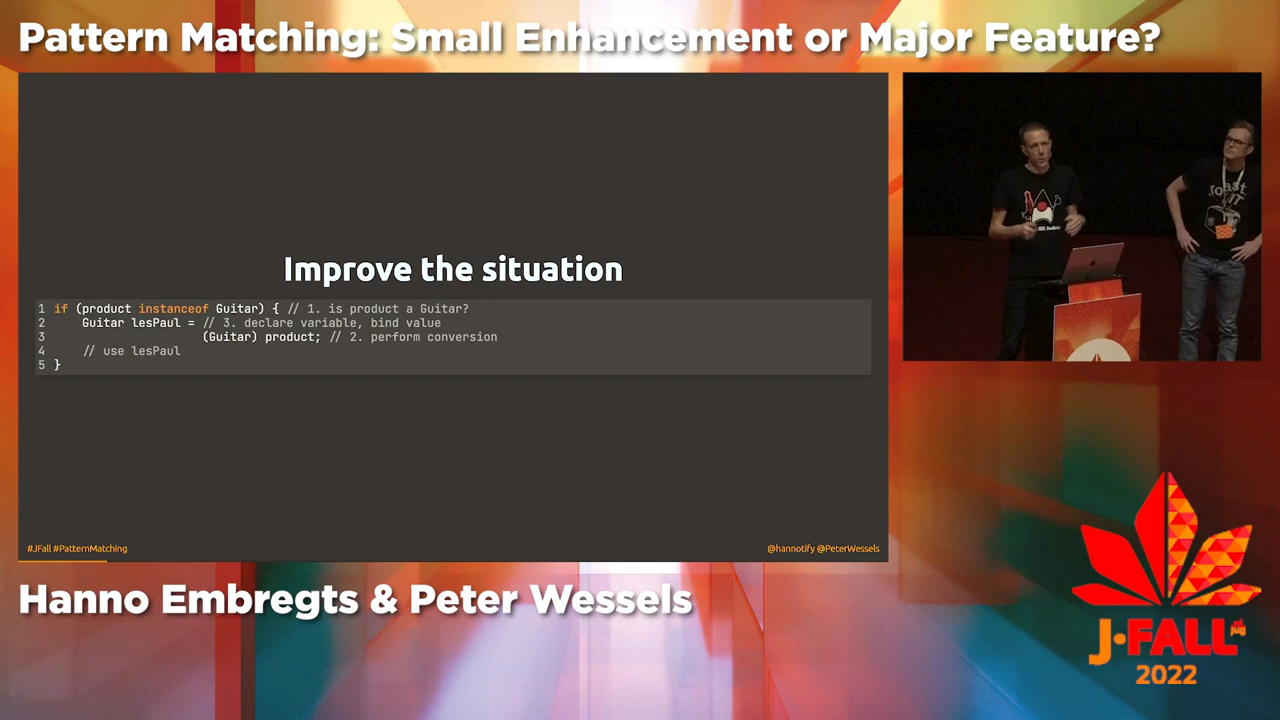 Pattern Matching: Small Enhancement or Major Feature?
Improve the situation
1 if (product instanceof Guitar) { // 1. is product a Guitar?
2     Guitar lesPaul = // 3. declare variable, bind value
3                      (Guitar) product; // 2. perform conversion
4     // use lesPaul
5 }
#JFall #PatternMatching
@hannotify @PeterWessels
Hanno Embregts & Peter Wessels
J-FALL
nl jug
2022